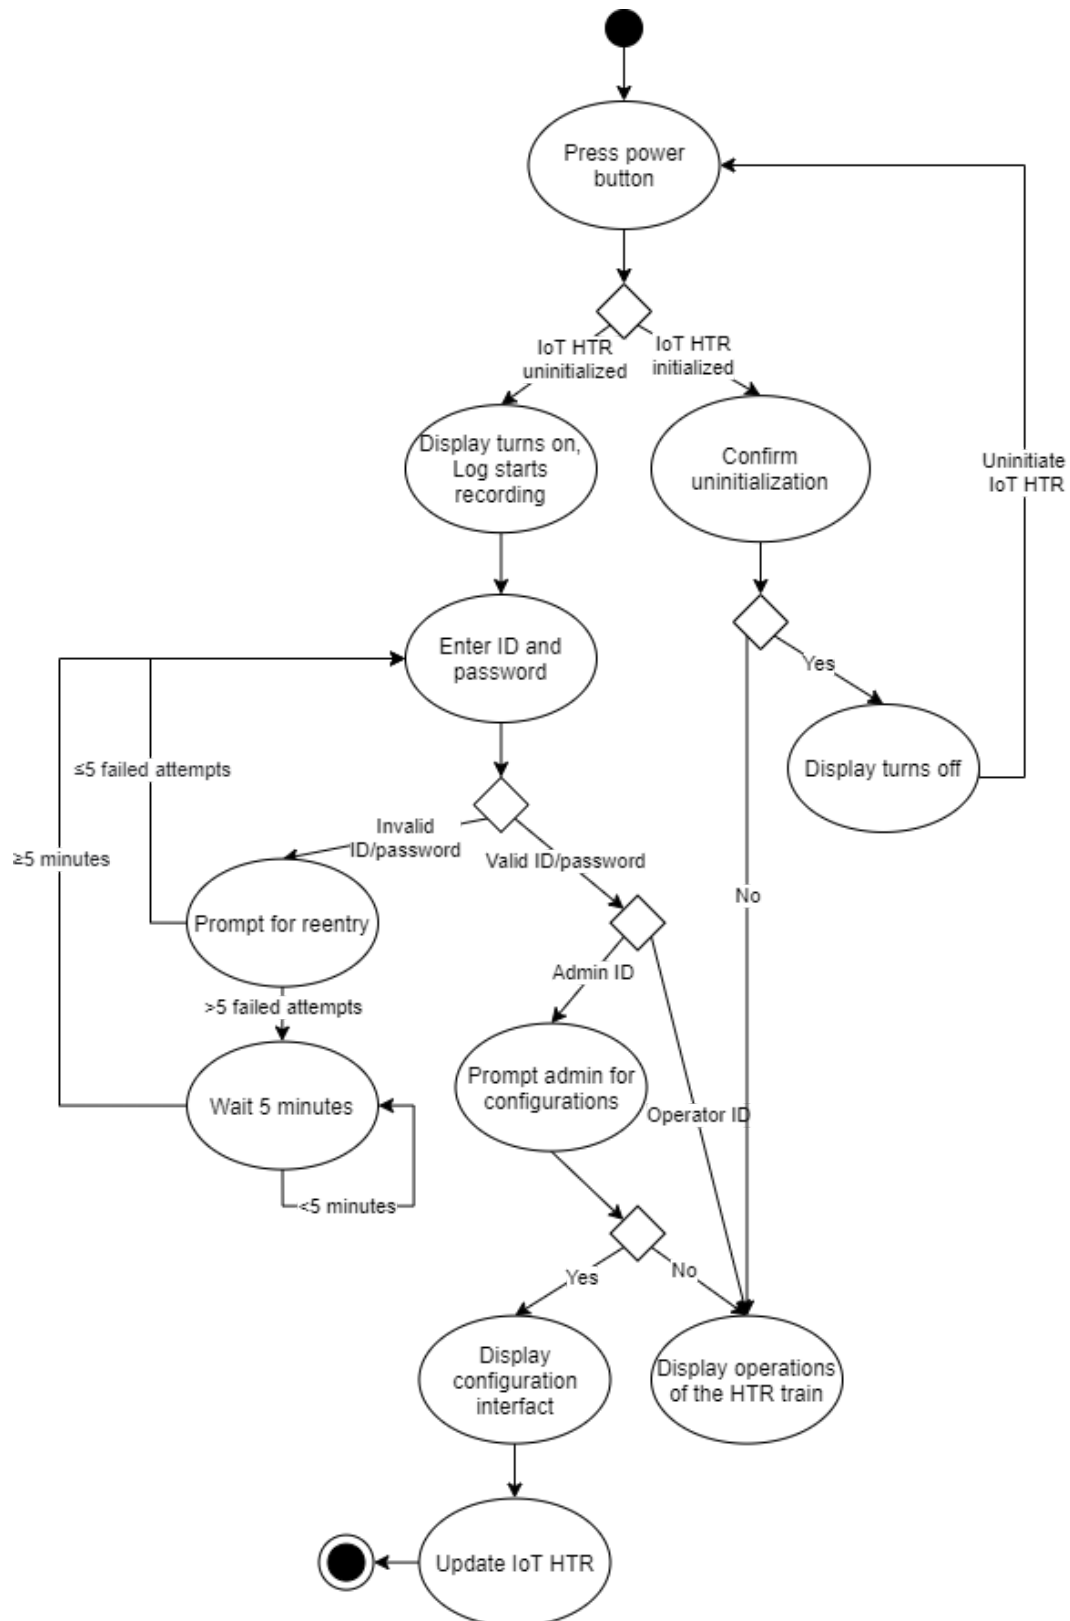 Press power
button
IoT HTR
uninitialized
IoT HTR
initialized
Display turns on,
Log starts
recording
Confirm
uninitialization
Uninitiate
IoT HTR
Enter ID and
password
Yes
≤5 failed attempts
Display turns off
Invalid
ID/password
≥5 minutes
Valid ID/password
No
Prompt for reentry
Admin ID
>5 failed attempts
Prompt admin for
configurations
Wait 5 minutes
Operator ID
<5 minutes
Yes
No
Display
configuration
interfact
Display operations
of the HTR train
Update IoT HTR